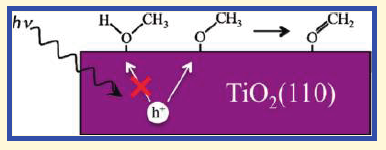 hν
H CH₃ CH₃ CH₂
O O O
h⁺
TiO₂(110)